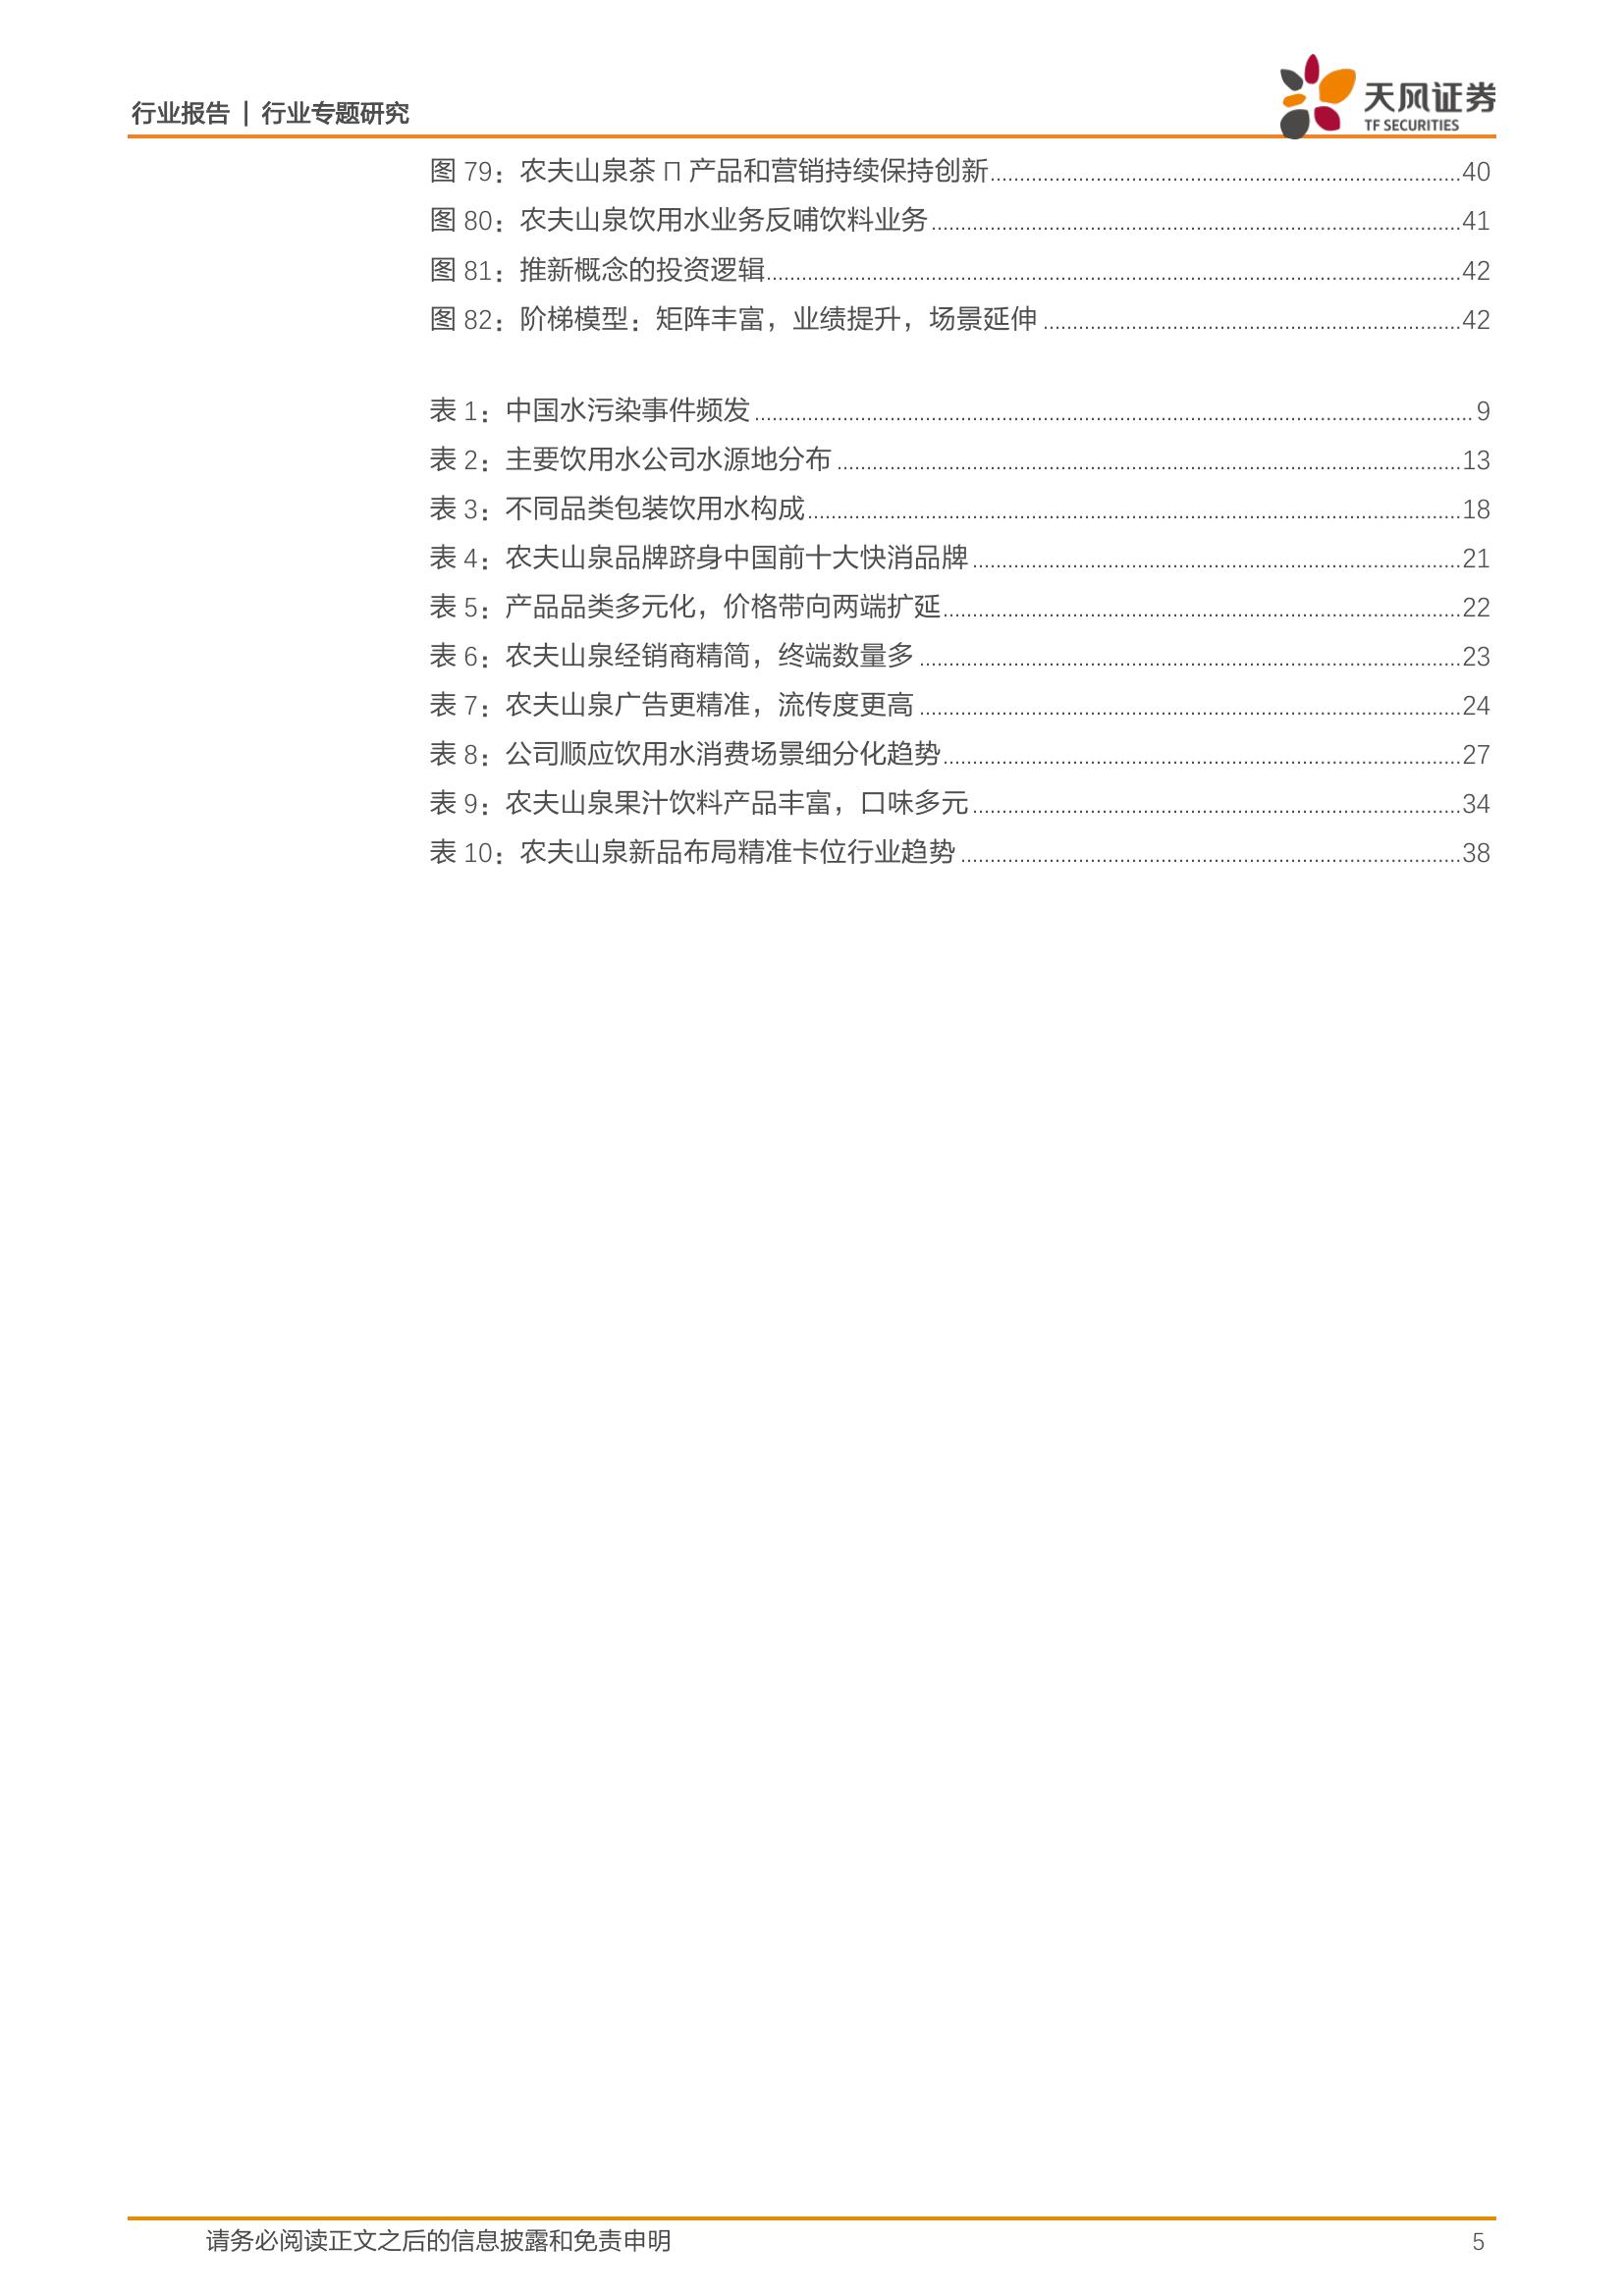 行业报告 | 行业专题研究
天风证券
TF SECURITIES
图 79：农夫山泉茶 Π 产品和营销持续保持创新....................40
图 80：农夫山泉饮用水业务反哺饮料业务....................41
图 81：推新概念的投资逻辑....................42
图 82：阶梯模型：矩阵丰富，业绩提升，场景延伸....................42
表 1：中国水污染事件频发.................... 9
表 2：主要饮用水公司水源地分布....................13
表 3：不同品类包装饮用水构成....................18
表 4：农夫山泉品牌跻身中国前十大快消品牌....................21
表 5：产品品类多元化，价格带向两端扩延....................22
表 6：农夫山泉经销商精简，终端数量多....................23
表 7：农夫山泉广告更精准，流传度更高....................24
表 8：公司顺应饮用水消费场景细分化趋势....................27
表 9：农夫山泉果汁饮料产品丰富，口味多元....................34
表 10：农夫山泉新品布局精准卡位行业趋势....................38
请务必阅读正文之后的信息披露和免责申明
5